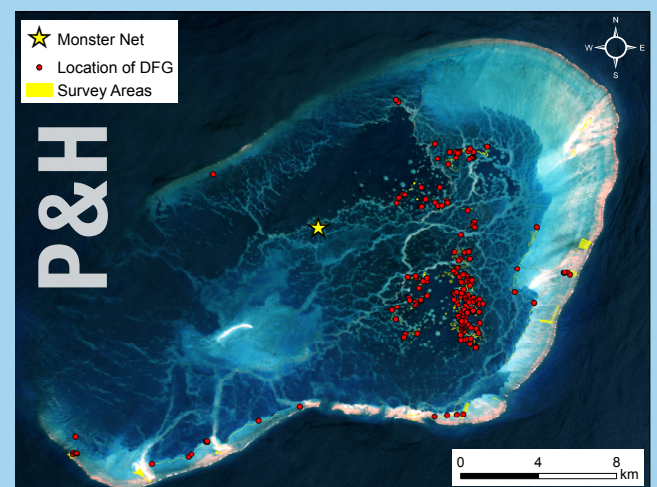 Monster Net
Location of DFG
Survey Areas
N
W E
S
P&H
0 4 8
km